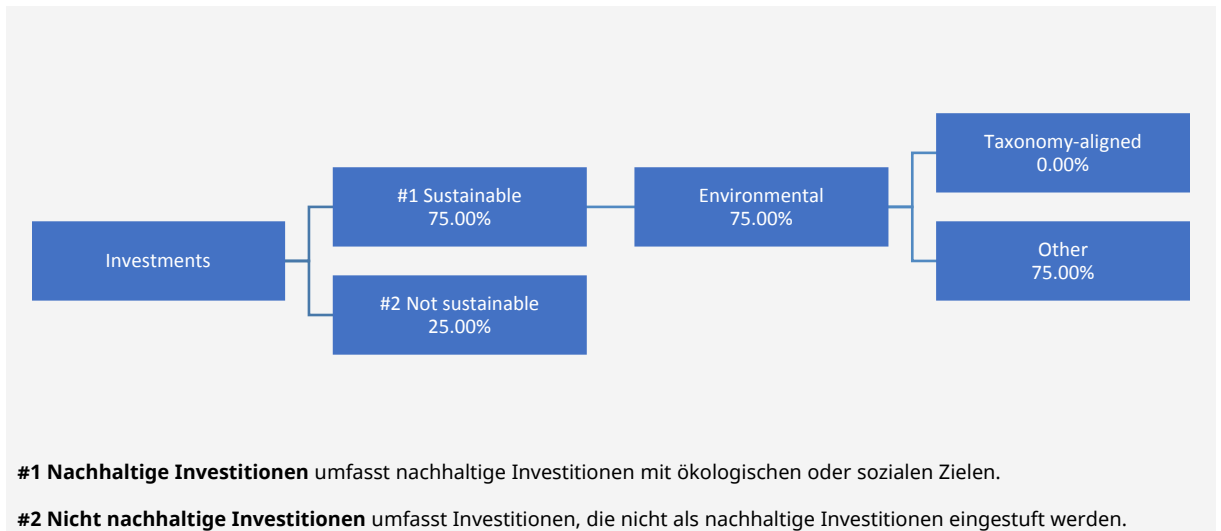 Investments
#1 Sustainable
75.00%
#2 Not sustainable
25.00%
Environmental
75.00%
Taxonomy-aligned
0.00%
Other
75.00%
#1 Nachhaltige Investitionen umfasst nachhaltige Investitionen mit ökologischen oder sozialen Zielen.
#2 Nicht nachhaltige Investitionen umfasst Investitionen, die nicht als nachhaltige Investitionen eingestuft werden.